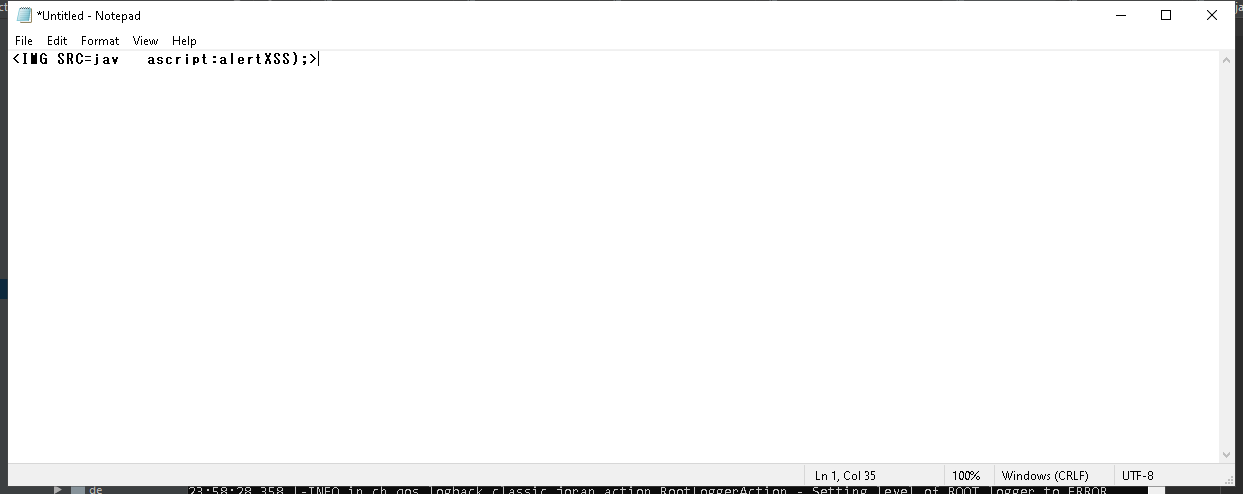 *Untitled - Notepad
File Edit Format View Help
<IMG SRC=jav   ascript:alertXSS);>
Ln 1, Col 35 100% Windows (CRLF) UTF-8
de 23:58:28,358 |-INFO in ch.qos.logback.classic.joran.action.RootLoggerAction - Setting level of ROOT logger to ERROR